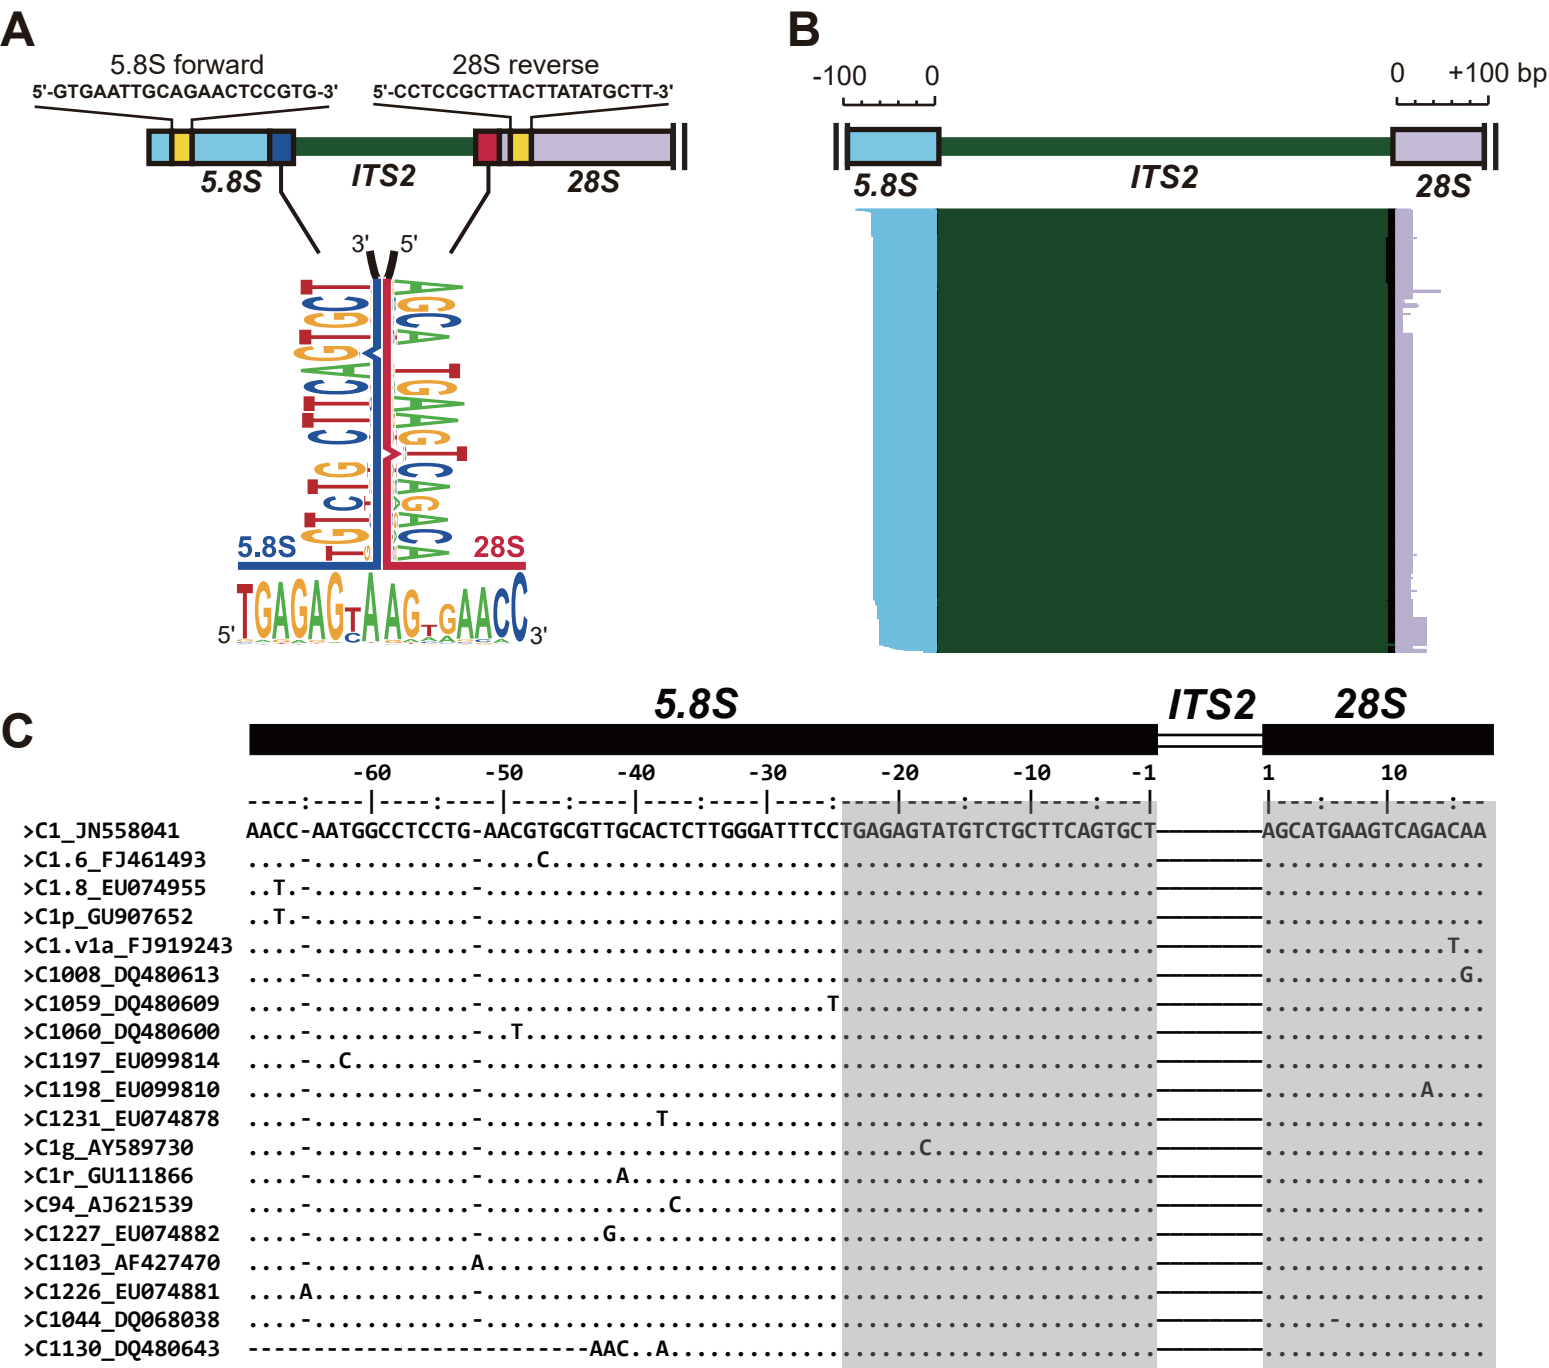 A
5.8S forward
5'-GTGAATTGCAGAACTCCGTG-3'
28S reverse
5'-CCTCCGCTTACTTATATGCTT-3'
5.8S
ITS2
28S
3' 5'
T A
C G
G C
T A
G
A T
C G
T A
T A
C G
T
G C
T A
C G
T A
G C
T A
5.8S
28S
5' TGAGAGTAAGTGAACC 3'
B
-100 0
0 +100 bp
5.8S
ITS2
28S
C
5.8S ITS2 28S
-60 -50 -40 -30 -20 -10 -1 1 10
>C1_JN558041 AACC-AATGGCCTCCTG-AACGTGCGTTGCACTCTTGGGATTTCCTGAGAGTATGTCTGCTTCAGTGCT────────AGCATGAAGTCAGACAA
>C1.6_FJ461493 ....-............-....C..............................................────────.................
>C1.8_EU074955 ..T.-............-...................................................────────.................
>C1p_GU907652 ..T.-............-...................................................────────.................
>C1.v1a_FJ919243 ....-............-...................................................────────..............T..
>C1008_DQ480613 ....-............-...................................................────────...............G.
>C1059_DQ480609 ....-............-..........................T........................────────.................
>C1060_DQ480600 ....-............-..T................................................────────.................
>C1197_EU099814 ....-..C.........-...................................................────────.................
>C1198_EU099810 ....-............-...................................................────────............A....
>C1231_EU074878 ....-............-.............T.....................................────────.................
>C1g_AY589730 ....-............-.................................C.................────────.................
>C1r_GU111866 ....-............-..........A........................................────────.................
>C94_AJ621539 ....-............-..............C....................................────────.................
>C1227_EU074882 ....-............-.........G.........................................────────.................
>C1103_AF427470 ....-............A...................................................────────.................
>C1226_EU074881 ....A............-...................................................────────.................
>C1044_DQ068038 ....-............-...................................................────────.....-...........
>C1130_DQ480643 --------------------------AAC..A.....................................────────.................